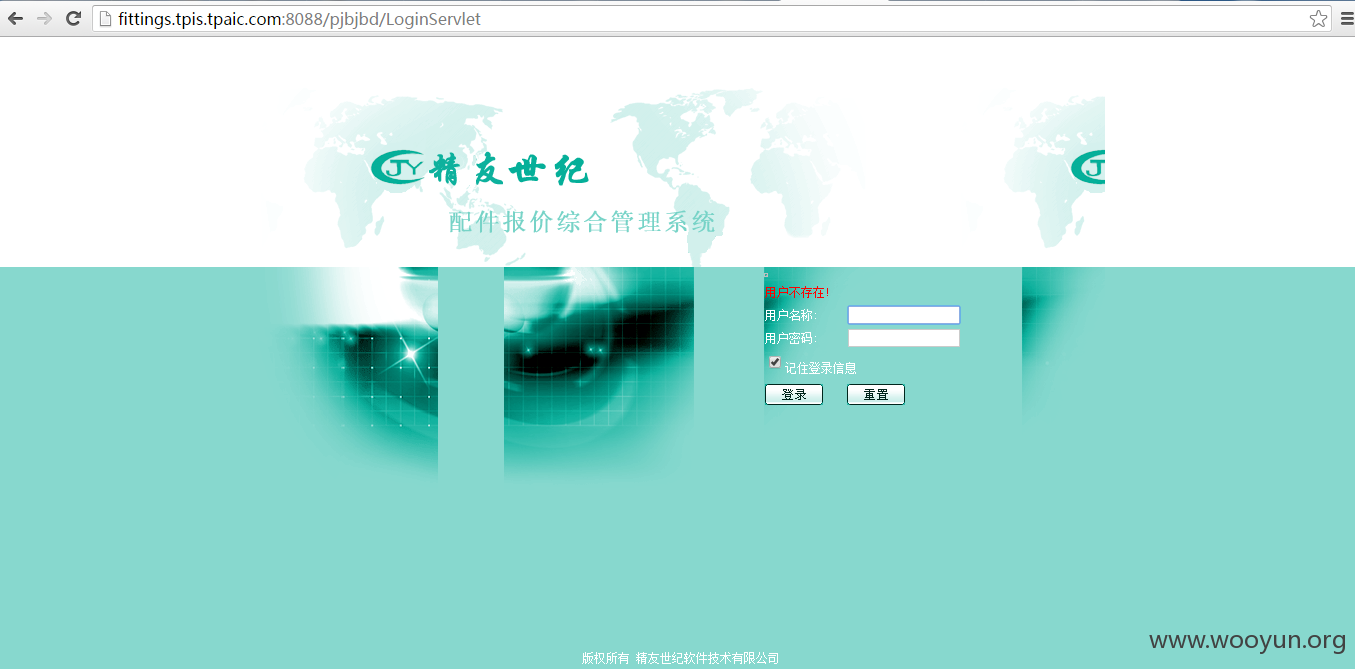 fittings.tpis.tpaic.com:8088/pjbjbd/LoginServlet
JY 精友世纪
配件报价综合管理系统
用户不存在!
用户名称:
用户密码:
记住登录信息
登录 重置
www.wooyun.org
版权所有 精友世纪软件技术有限公司